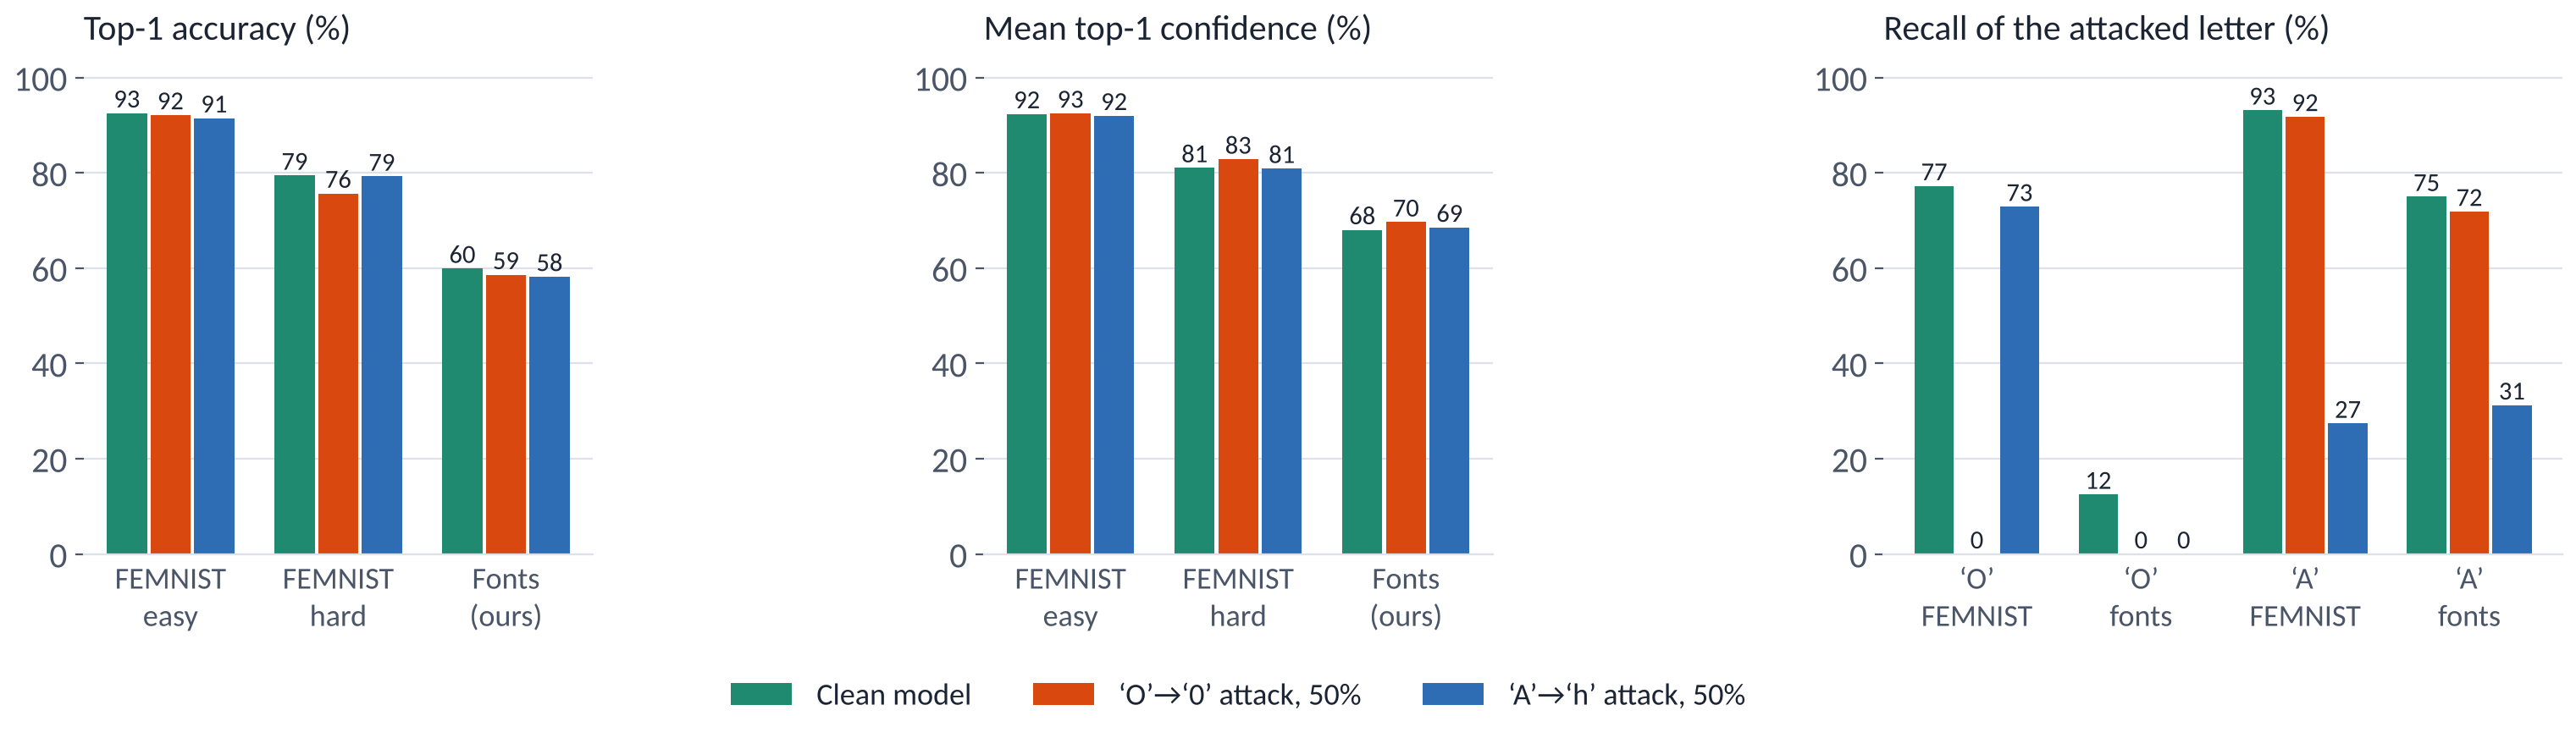 Top-1 accuracy (%)
100
80
60
40
20
0
93 92 91
79 76 79
60 59 58
FEMNIST easy
FEMNIST hard
Fonts (ours)
Mean top-1 confidence (%)
100
80
60
40
20
0
92 93 92
81 83 81
68 70 69
FEMNIST easy
FEMNIST hard
Fonts (ours)
Recall of the attacked letter (%)
100
80
60
40
20
0
77 0 73
12 0 0
93 92 27
75 72 31
‘O’ FEMNIST
‘O’ fonts
‘A’ FEMNIST
‘A’ fonts
Clean model
‘O’→‘0’ attack, 50%
‘A’→‘h’ attack, 50%